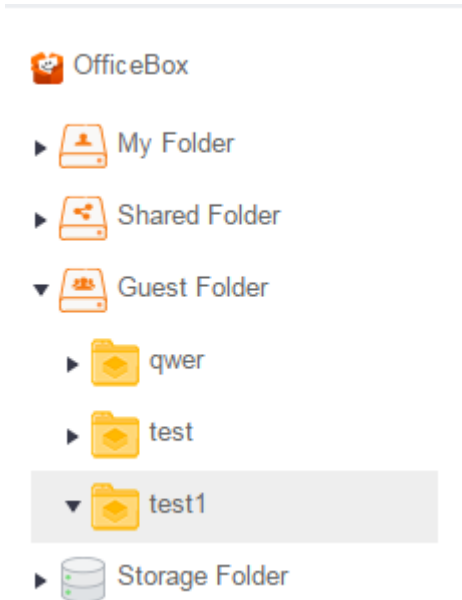 OfficeBox
My Folder
Shared Folder
Guest Folder
qwer
test
test1
Storage Folder